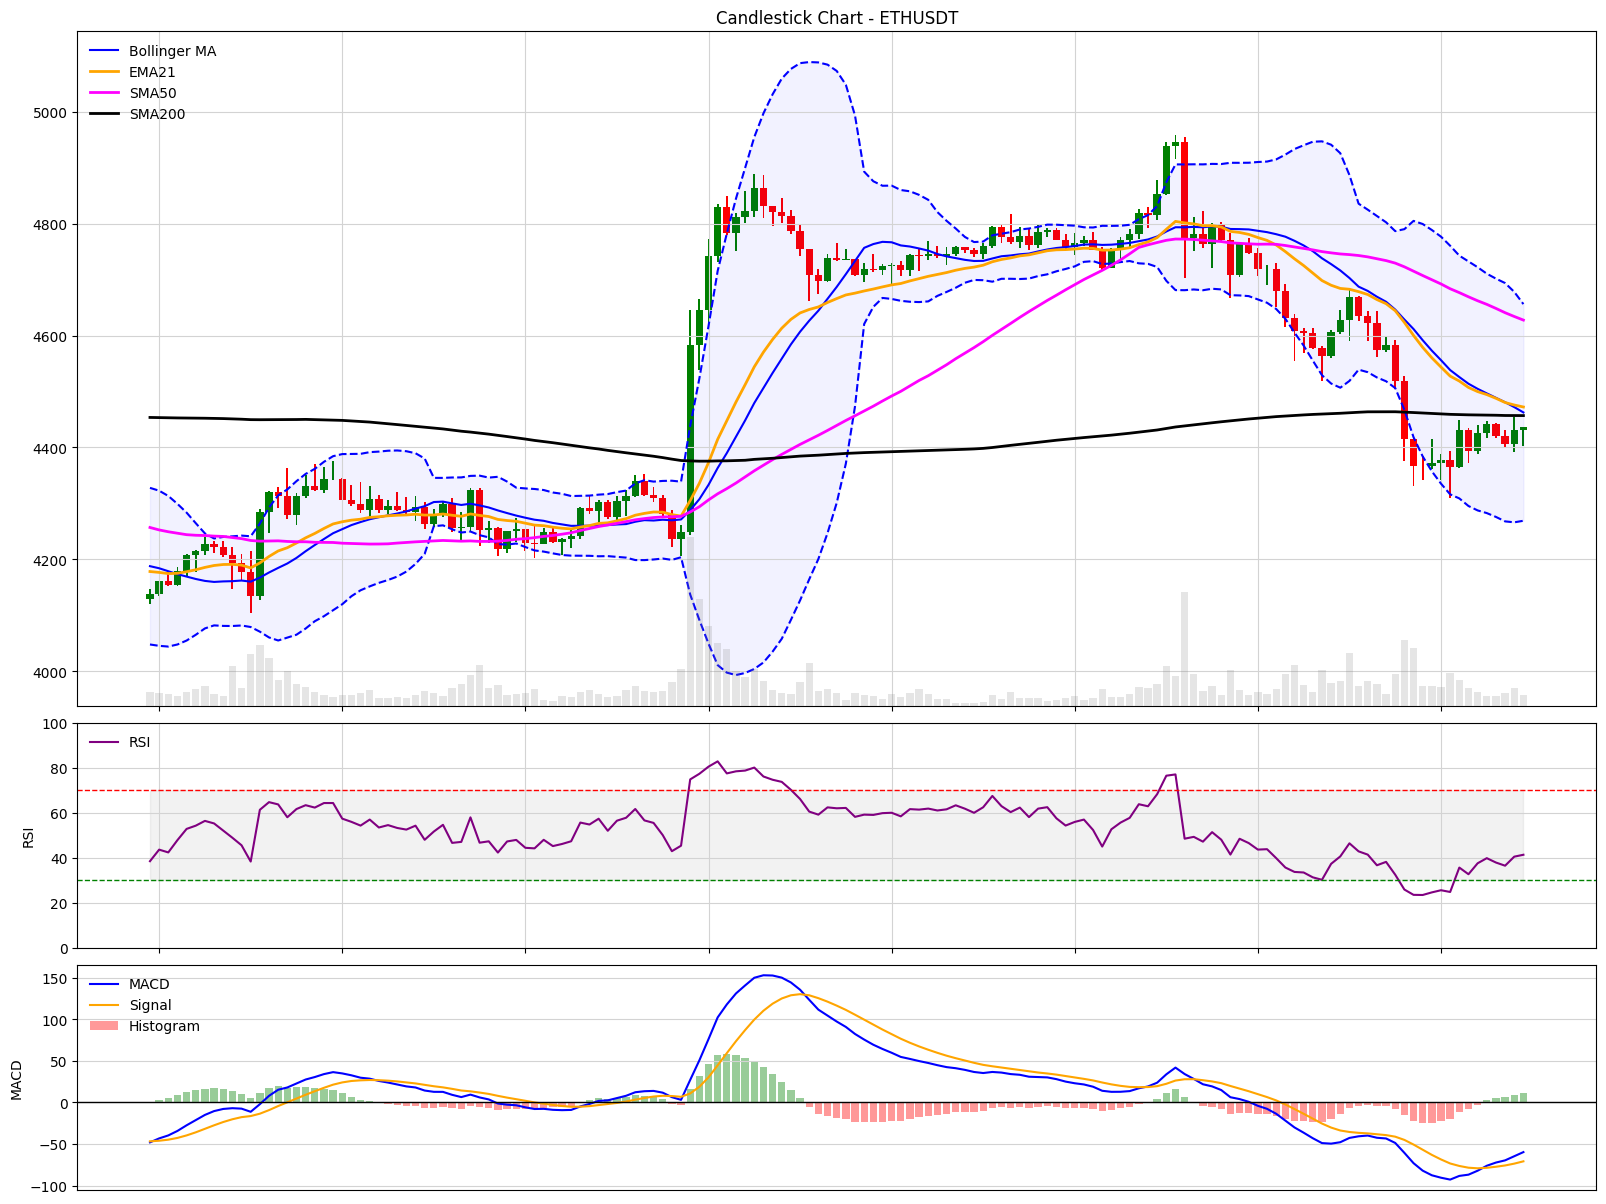 Candlestick Chart - ETHUSDT
Bollinger MA
EMA21
SMA50
SMA200
5000
4800
4600
4400
4200
4000
100
RSI
80
60
RSI
40
20
0
150
MACD
Signal
100
Histogram
50
MACD
0
−50
−100